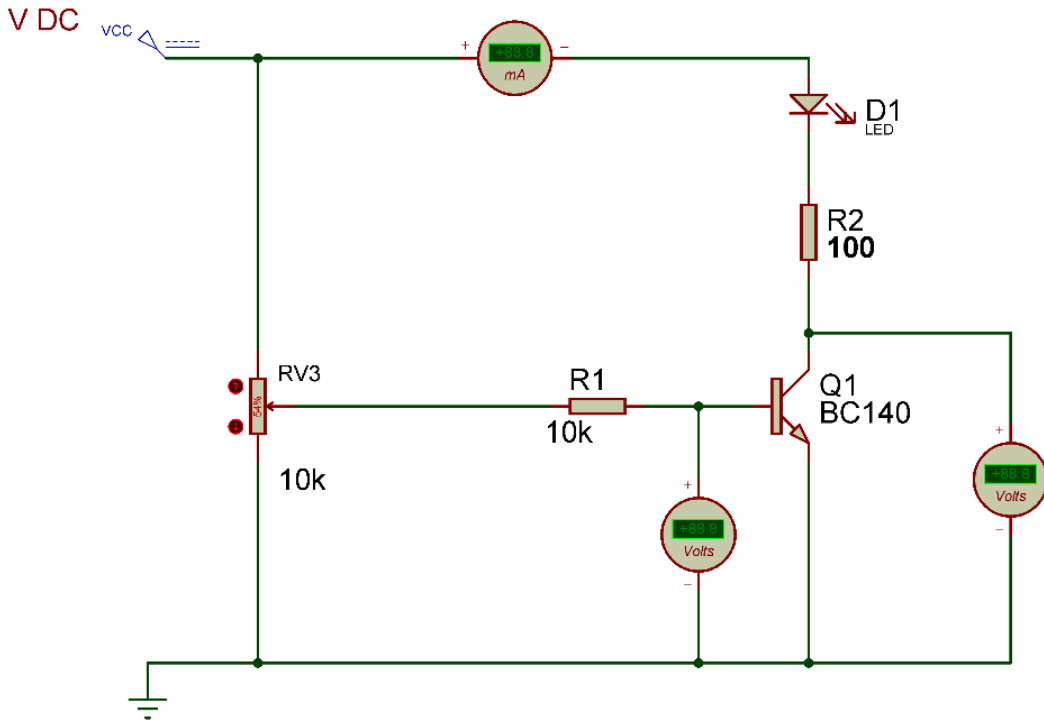 V DC
VCC
+ +88.8 -
mA
D1
LED
R2
100
RV3
54%
10k
R1
10k
Q1
BC140
+
+88.8
Volts
-
+
+88.8
Volts
-